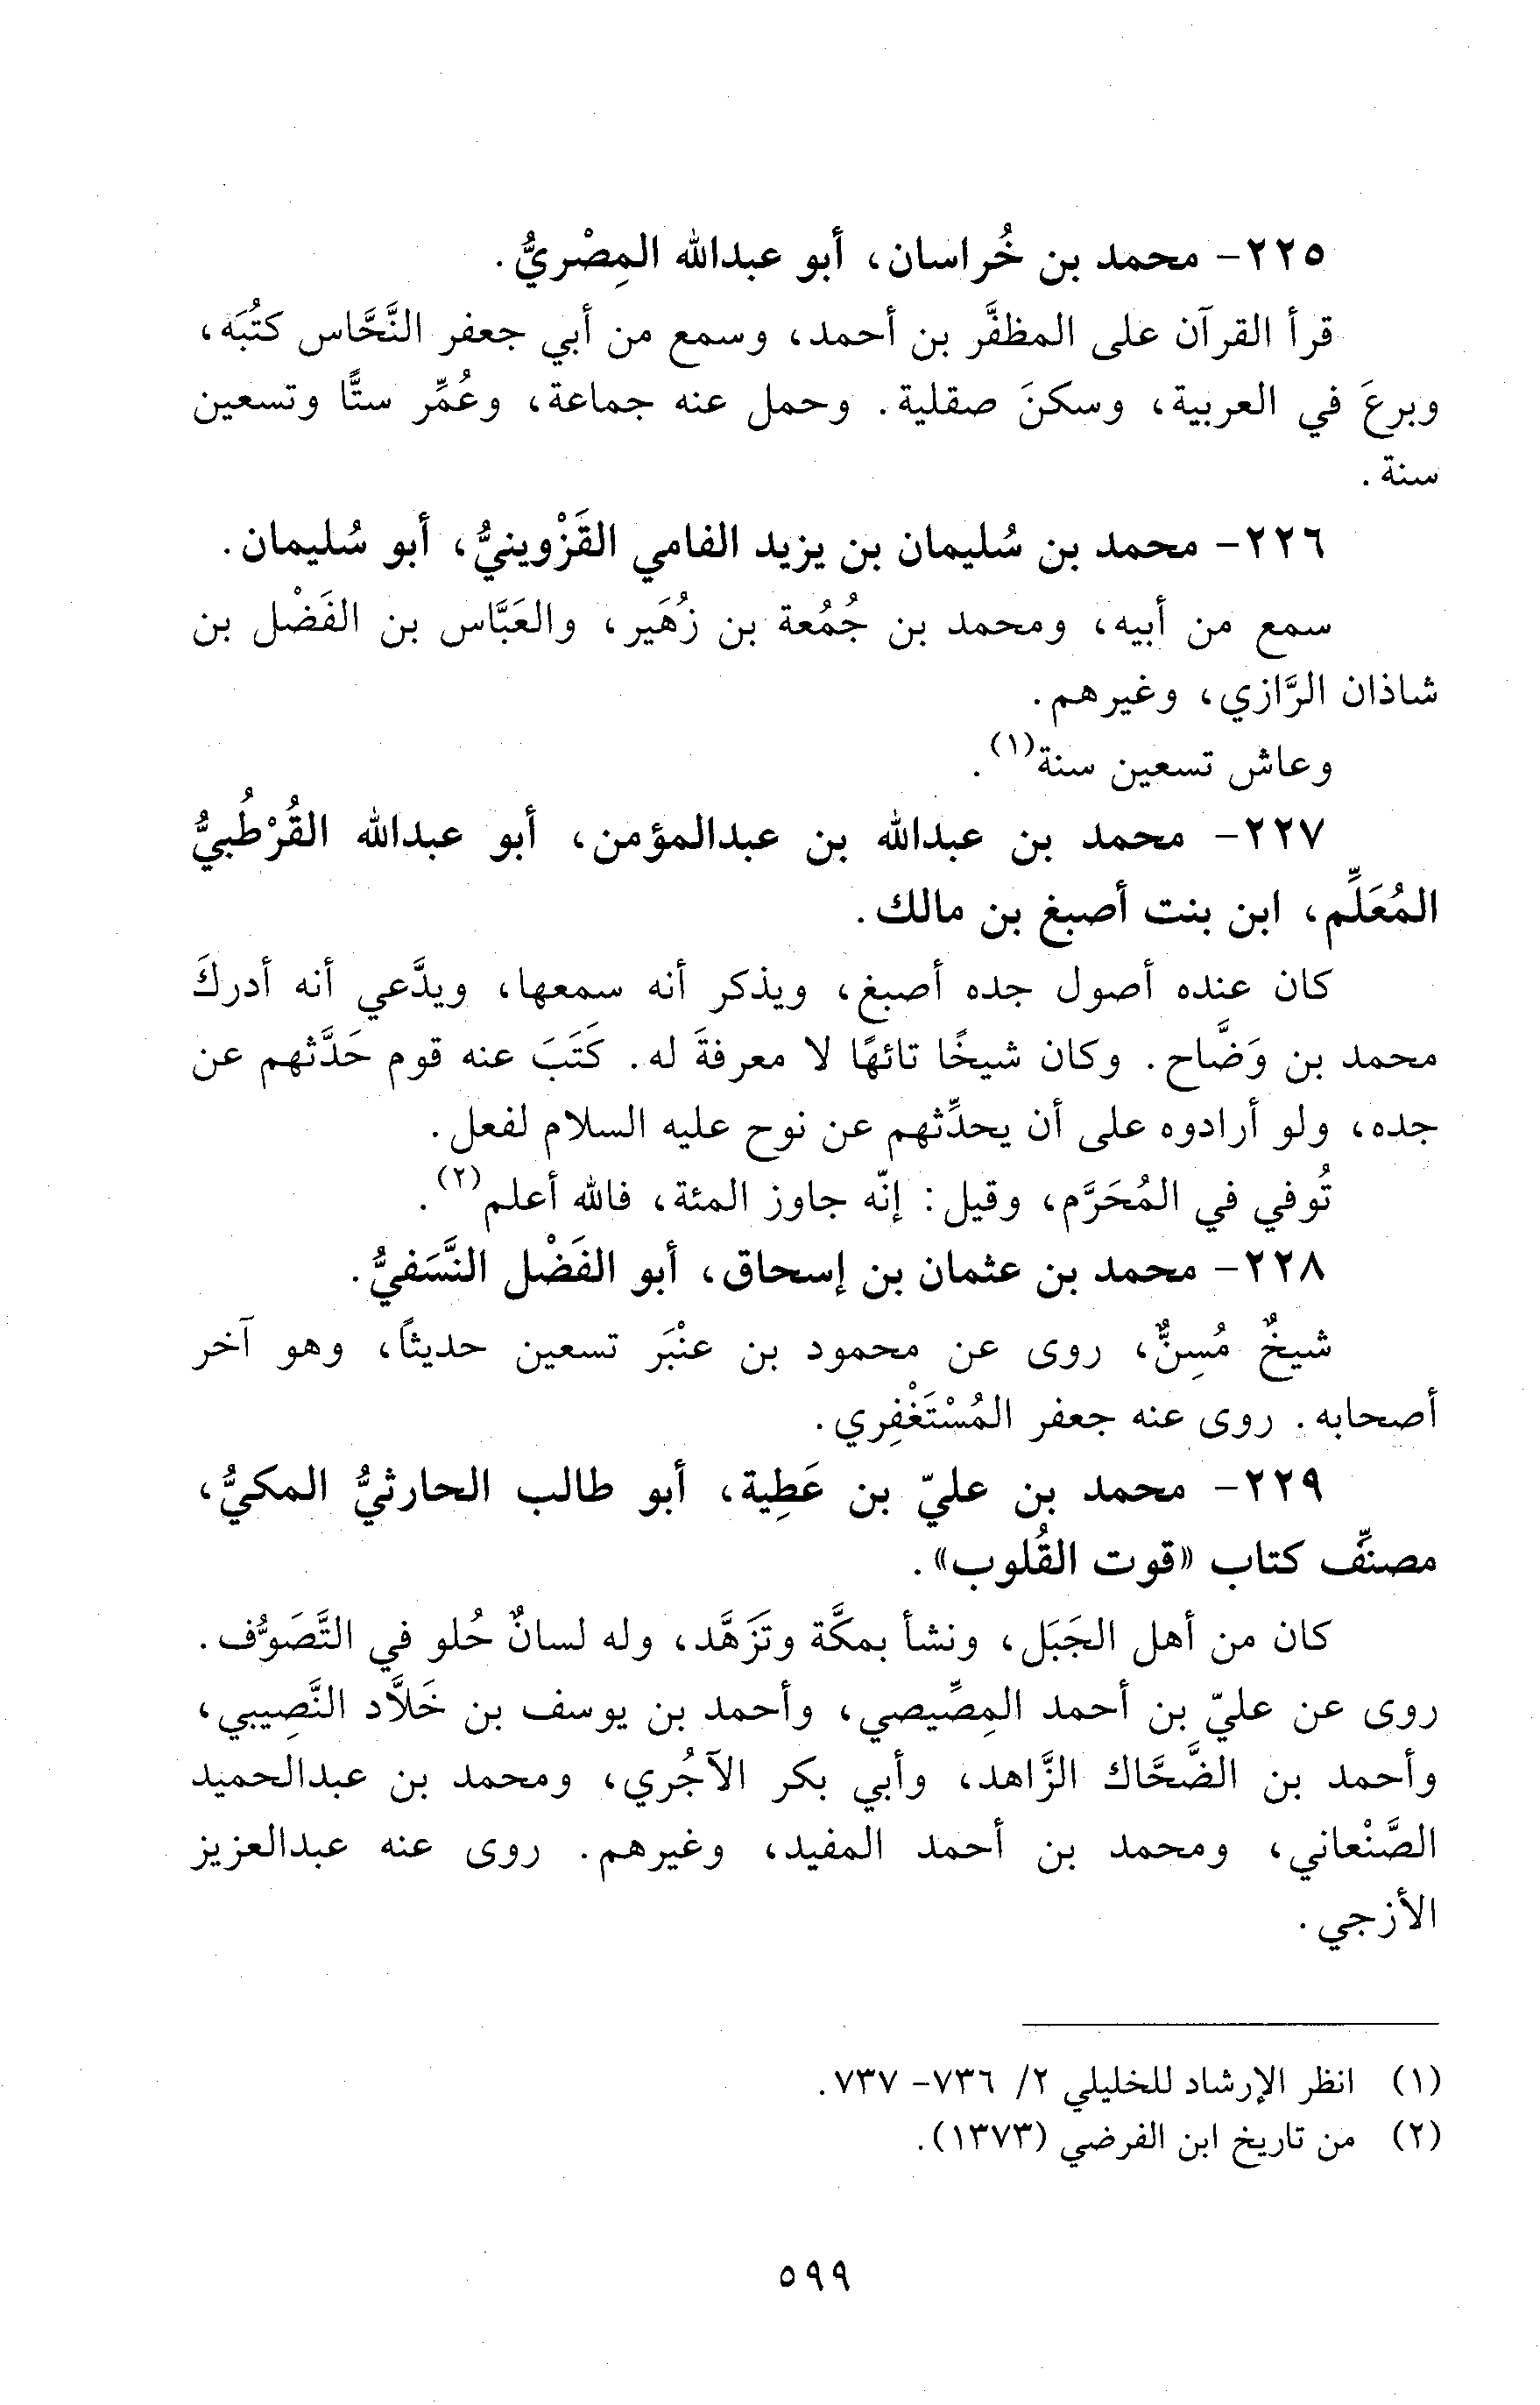 ٢٢٥- محمد بن خُراسان، أبو عبدالله المِصْريُّ.
قرأ القرآن على المظفَّر بن أحمد، وسمع من أبي جعفر النَّحَّاس كتُبَه،
وبرعَ في العربية، وسكنَ صقلية. وحمل عنه جماعة، وعُمِّر ستًّا وتسعين
سنة.
٢٢٦- محمد بن سُليمان بن يزيد الفامي القَزْوينيُّ، أبو سُليمان.
سمع من أبيه، ومحمد بن جُمُعة بن زُهَير، والعَبَّاس بن الفَضْل بن
شاذان الرَّازي، وغيرهم.
وعاش تسعين سنة(١).
٢٢٧- محمد بن عبدالله بن عبدالمؤمن، أبو عبدالله القُرْطُبيُّ
المُعَلِّم، ابن بنت أصبغ بن مالك.
كان عنده أصول جده أصبغ، ويذكر أنه سمعها، ويدَّعي أنه أدركَ
محمد بن وَضَّاح. وكان شيخًا تائهًا لا معرفةَ له. كَتَبَ عنه قوم حَدَّثهم عن
جده، ولو أرادوه على أن يحدِّثهم عن نوح عليه السلام لفعل.
تُوفي في المُحَرَّم، وقيل: إنّه جاوز المئة، فالله أعلم(٢).
٢٢٨- محمد بن عثمان بن إسحاق، أبو الفَضْل النَّسَفيُّ.
شيخٌ مُسِنٌّ، روى عن محمود بن عنْبَر تسعين حديثاً، وهو آخر
أصحابه. روى عنه جعفر المُسْتَغْفِري.
٢٢٩- محمد بن عليّ بن عَطِية، أبو طالب الحارثيُّ المكيُّ،
مصنِّف كتاب «قوت القُلوب».
كان من أهل الجَبَل، ونشأ بمكَّة وتَزَهَّد، وله لسانٌ حُلو في التَّصَوُّف.
روى عن عليّ بن أحمد المِصِّيصي، وأحمد بن يوسف بن خَلاَّد النَّصِيبي،
وأحمد بن الضَّحَّاك الزَّاهد، وأبي بكر الآجُري، ومحمد بن عبدالحميد
الصَّنْعاني، ومحمد بن أحمد المفيد، وغيرهم. روى عنه عبدالعزيز
الأزجي.
(١) انظر الإرشاد للخليلي ٢/ ٧٣٦- ٧٣٧.
(٢) من تاريخ ابن الفرضي (١٣٧٣).
٥٩٩